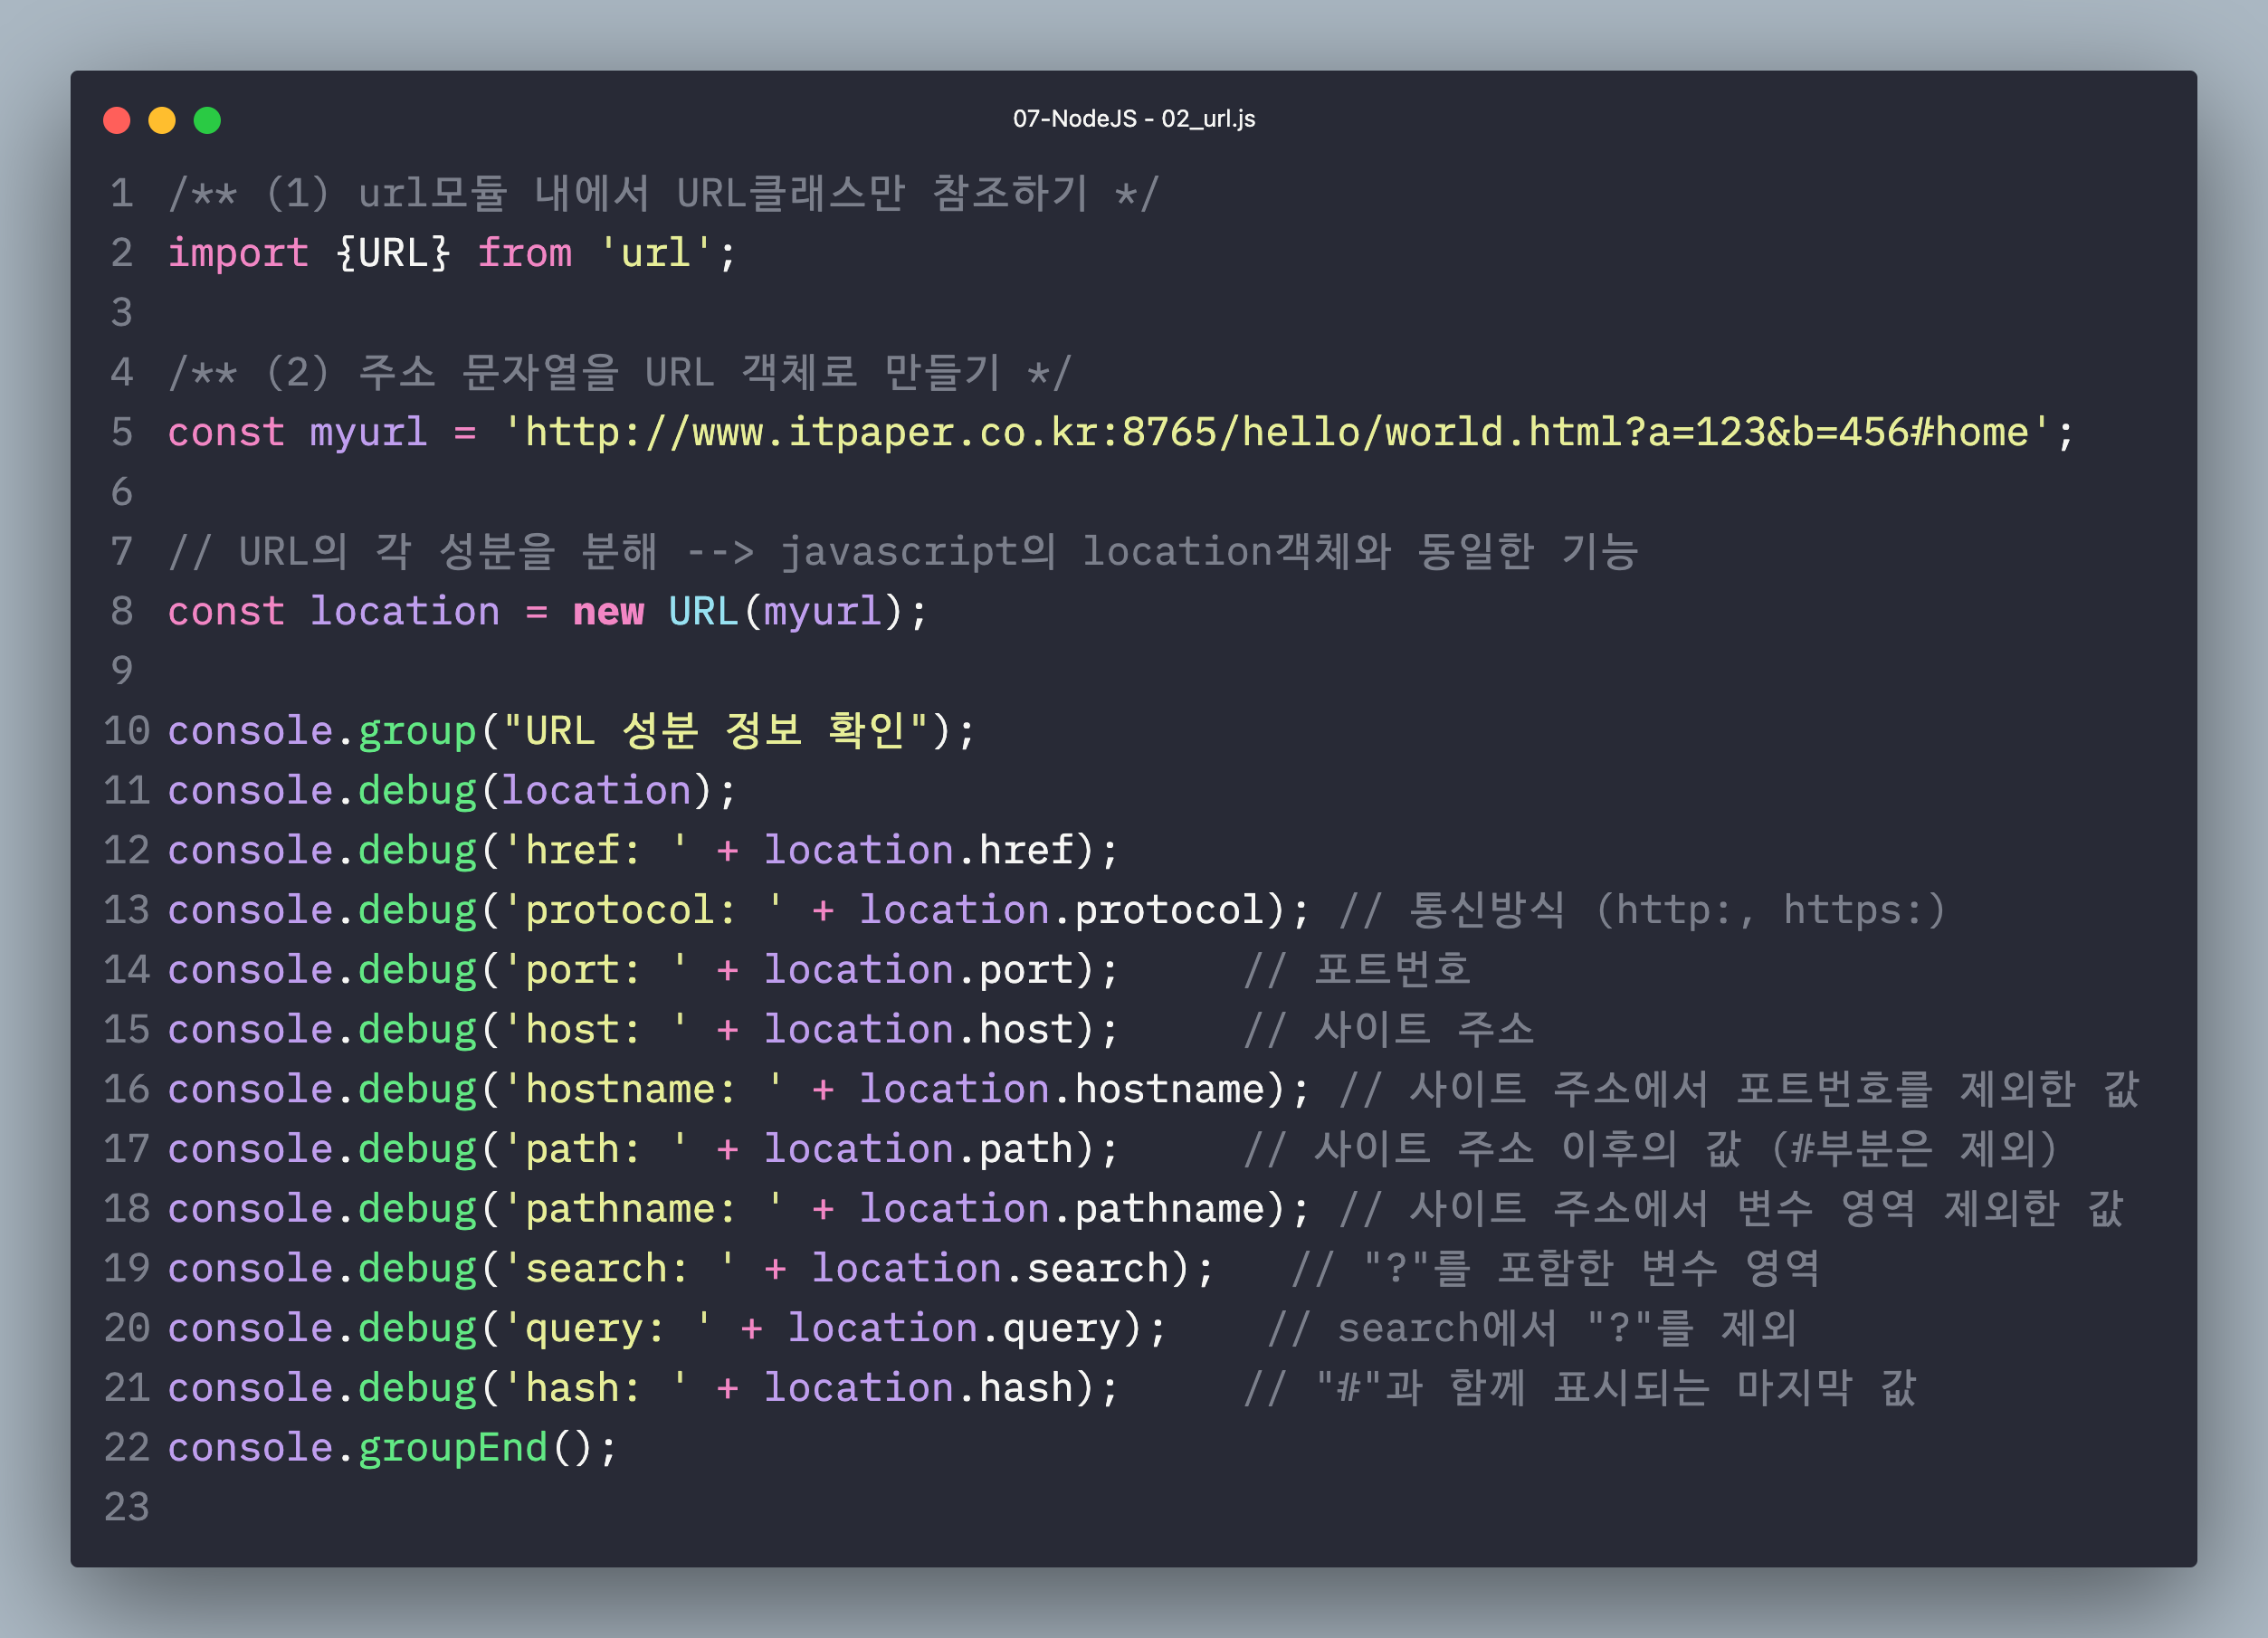 07-NodeJS - 02_url.js
1 /** (1) url모듈 내에서 URL클래스만 참조하기 */
2 import {URL} from 'url';
3
4 /** (2) 주소 문자열을 URL 객체로 만들기 */
5 const myurl = 'http://www.itpaper.co.kr:8765/hello/world.html?a=123&b=456#home';
6
7 // URL의 각 성분을 분해 --> javascript의 location객체와 동일한 기능
8 const location = new URL(myurl);
9
10 console.group("URL 성분 정보 확인");
11 console.debug(location);
12 console.debug('href: ' + location.href);
13 console.debug('protocol: ' + location.protocol); // 통신방식 (http:, https:)
14 console.debug('port: ' + location.port);     // 포트번호
15 console.debug('host: ' + location.host);     // 사이트 주소
16 console.debug('hostname: ' + location.hostname); // 사이트 주소에서 포트번호를 제외한 값
17 console.debug('path: ' + location.path);     // 사이트 주소 이후의 값 (#부분은 제외)
18 console.debug('pathname: ' + location.pathname); // 사이트 주소에서 변수 영역 제외한 값
19 console.debug('search: ' + location.search);   // "?"를 포함한 변수 영역
20 console.debug('query: ' + location.query);    // search에서 "?"를 제외
21 console.debug('hash: ' + location.hash);     // "#"과 함께 표시되는 마지막 값
22 console.groupEnd();
23